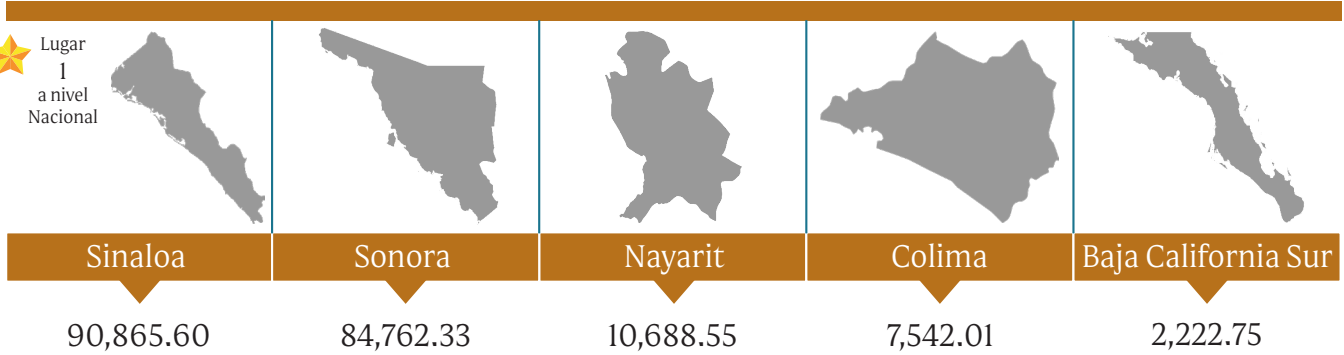 Lugar
1
a nivel
Nacional
Sinaloa
Sonora
Nayarit
Colima
Baja California Sur
90,865.60
84,762.33
10,688.55
7,542.01
2,222.75